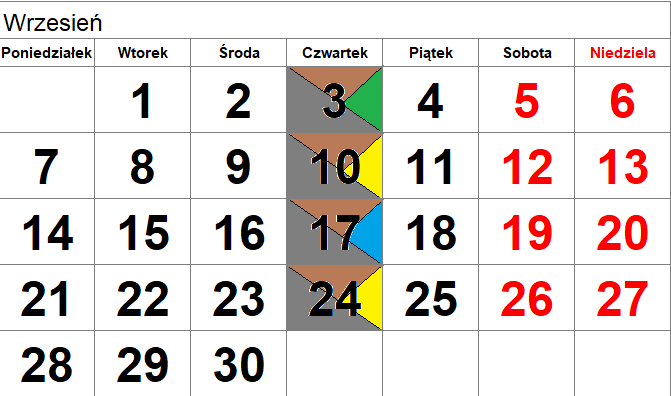 Wrzesień
Poniedziałek Wtorek Środa Czwartek Piątek Sobota Niedziela
1 2 3 4 5 6
7 8 9 10 11 12 13
14 15 16 17 18 19 20
21 22 23 24 25 26 27
28 29 30